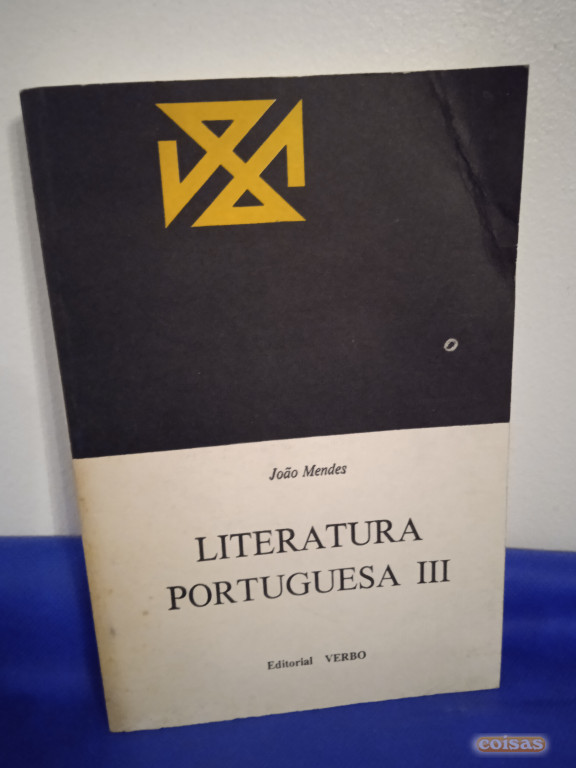 João Mendes
LITERATURA
PORTUGUESA III
Editorial VERBO
coisas